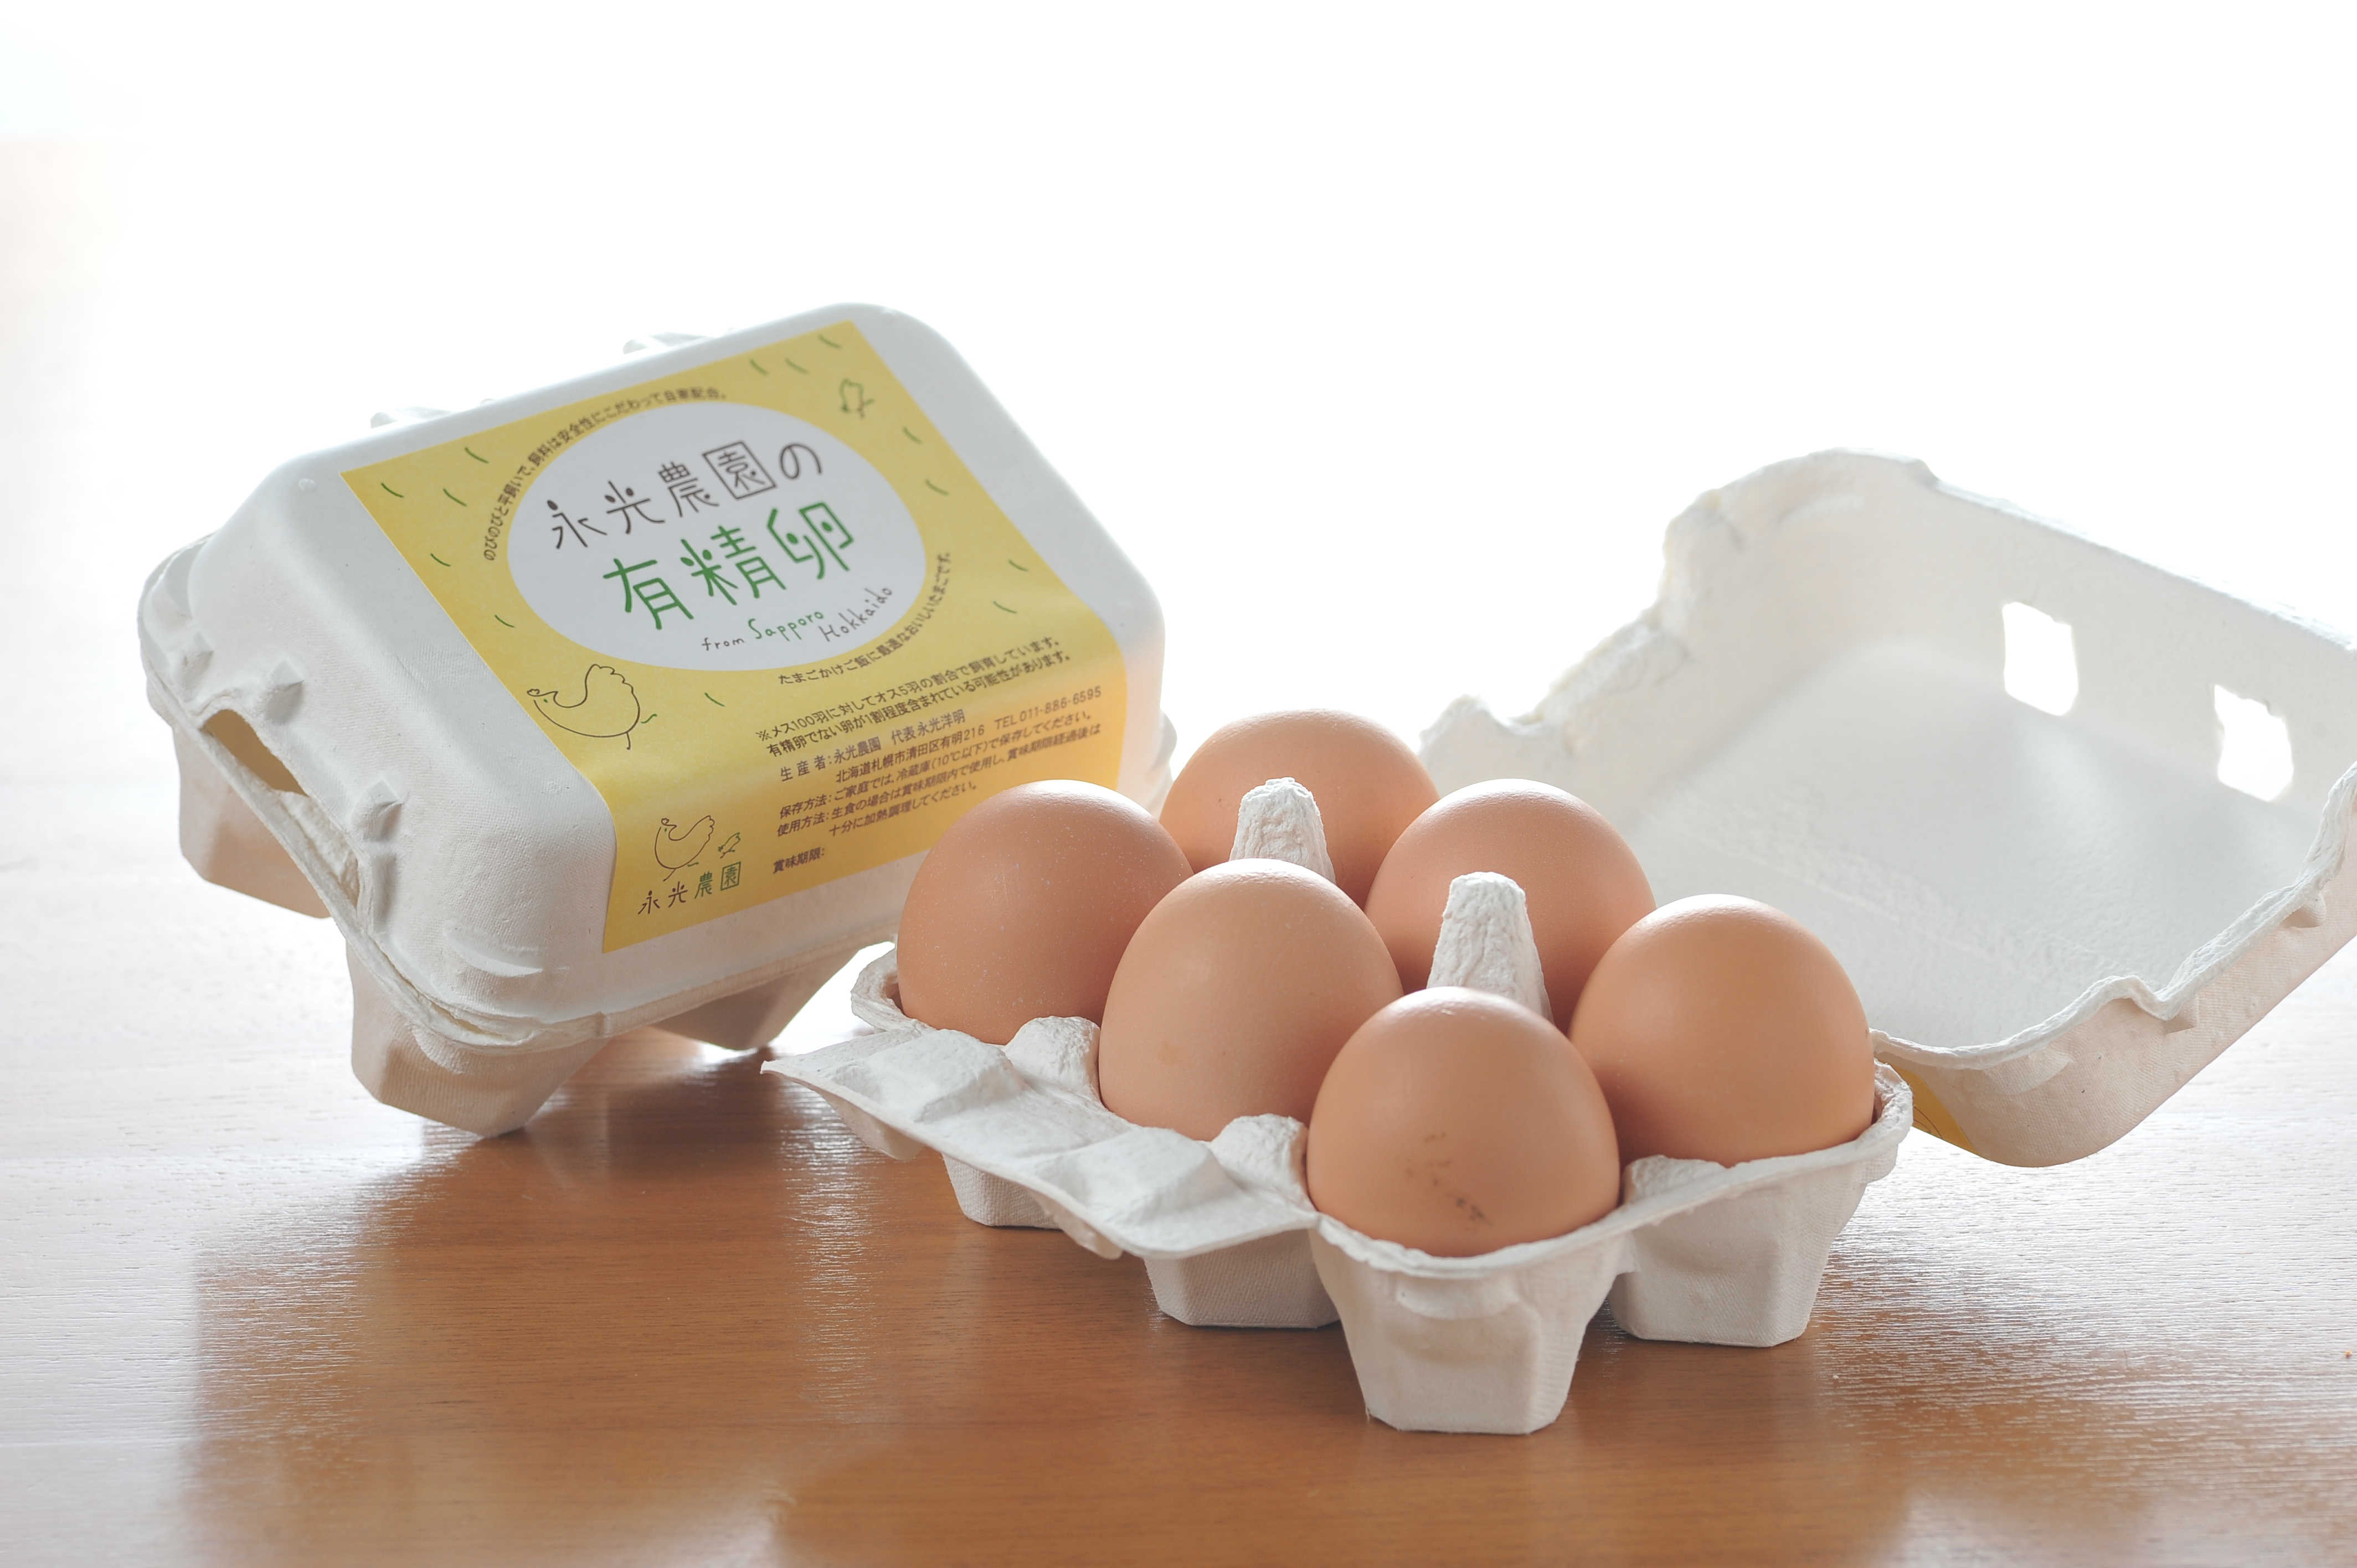 のびのびと平飼いで、飼料は安全性にこだわって自家配合。
永光農園の
有精卵
from Sapporo
Hokkaido
たまごかけご飯に最適なおいしいたまごです。
※メス100羽に対してオス5羽の割合で飼育しています。
有精卵でない卵が1割程度含まれている可能性があります。
生産者:永光農園 代表 永光洋明
北海道札幌市清田区有明216 TEL 011-886-6595
保存方法:ご家庭では、冷蔵庫(10℃以下)で保存してください。
使用方法:生食の場合は賞味期限内で使用し、賞味期限経過後は
十分に加熱調理してください。
賞味期限:
永光農園